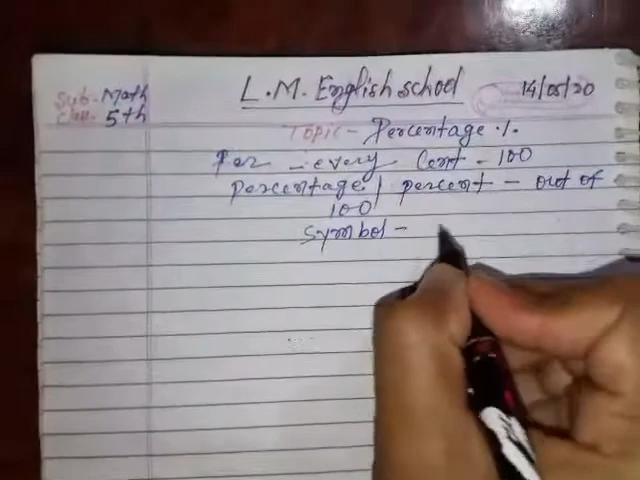 Sub- Math
Class- 5th
L.M. English school
14/05/20
Topic- Percentage %
Per - every Cent - 100
Percentage / percent - out of
100
Symbol -